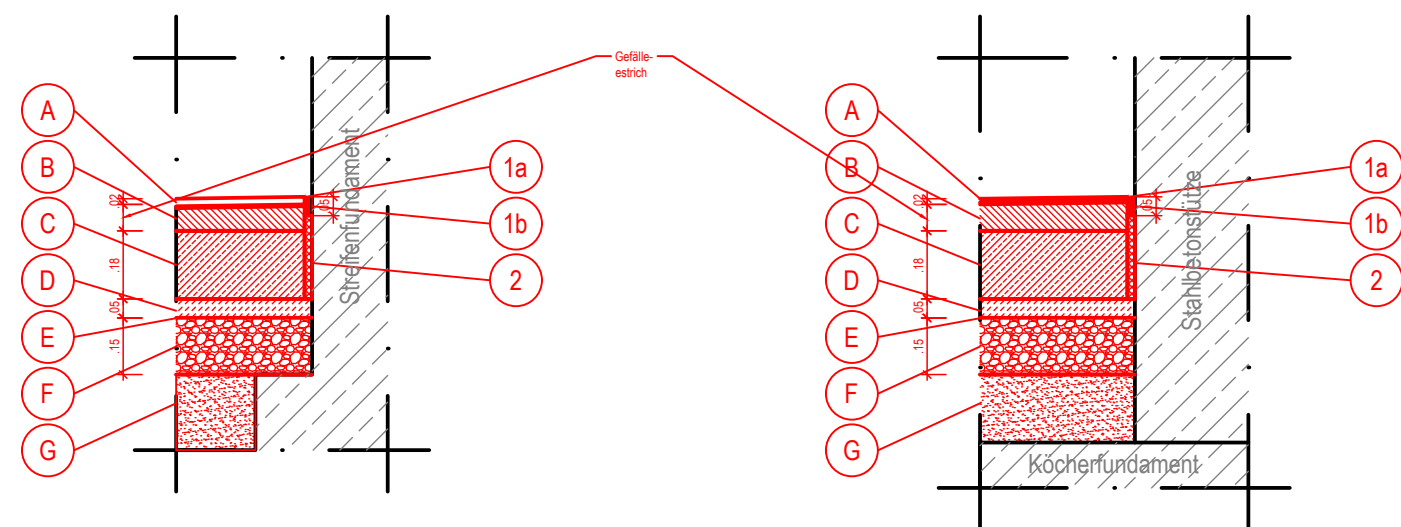 A
B
C
D
E
F
G
.02
.18
.05
.15
.05
1a
1b
2
Streifenfundament
Gefälle-
estrich
A
B
C
D
E
F
G
.02
.18
.05
.15
.05
1a
1b
2
Stahlbetonstütze
Köcherfundament